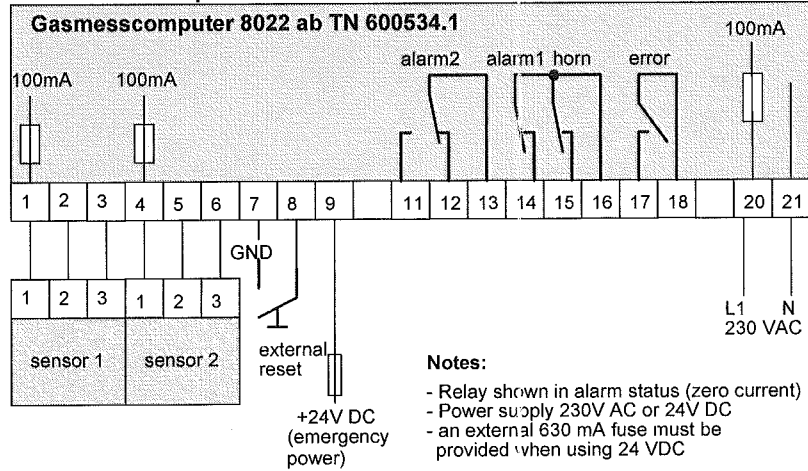 Gasmesscomputer 8022 ab TN 600534.1
100mA
alarm2 alarm1 horn error
100mA 100mA
1 2 3 4 5 6 7 8 9 11 12 13 14 15 16 17 18 20 21
GND
1 2 3 1 2 3
sensor 1 sensor 2
external
reset
+24V DC
(emergency
power)
L1 N
230 VAC
Notes:
- Relay shown in alarm status (zero current)
- Power supply 230V AC or 24V DC
- an external 630 mA fuse must be
provided when using 24 VDC